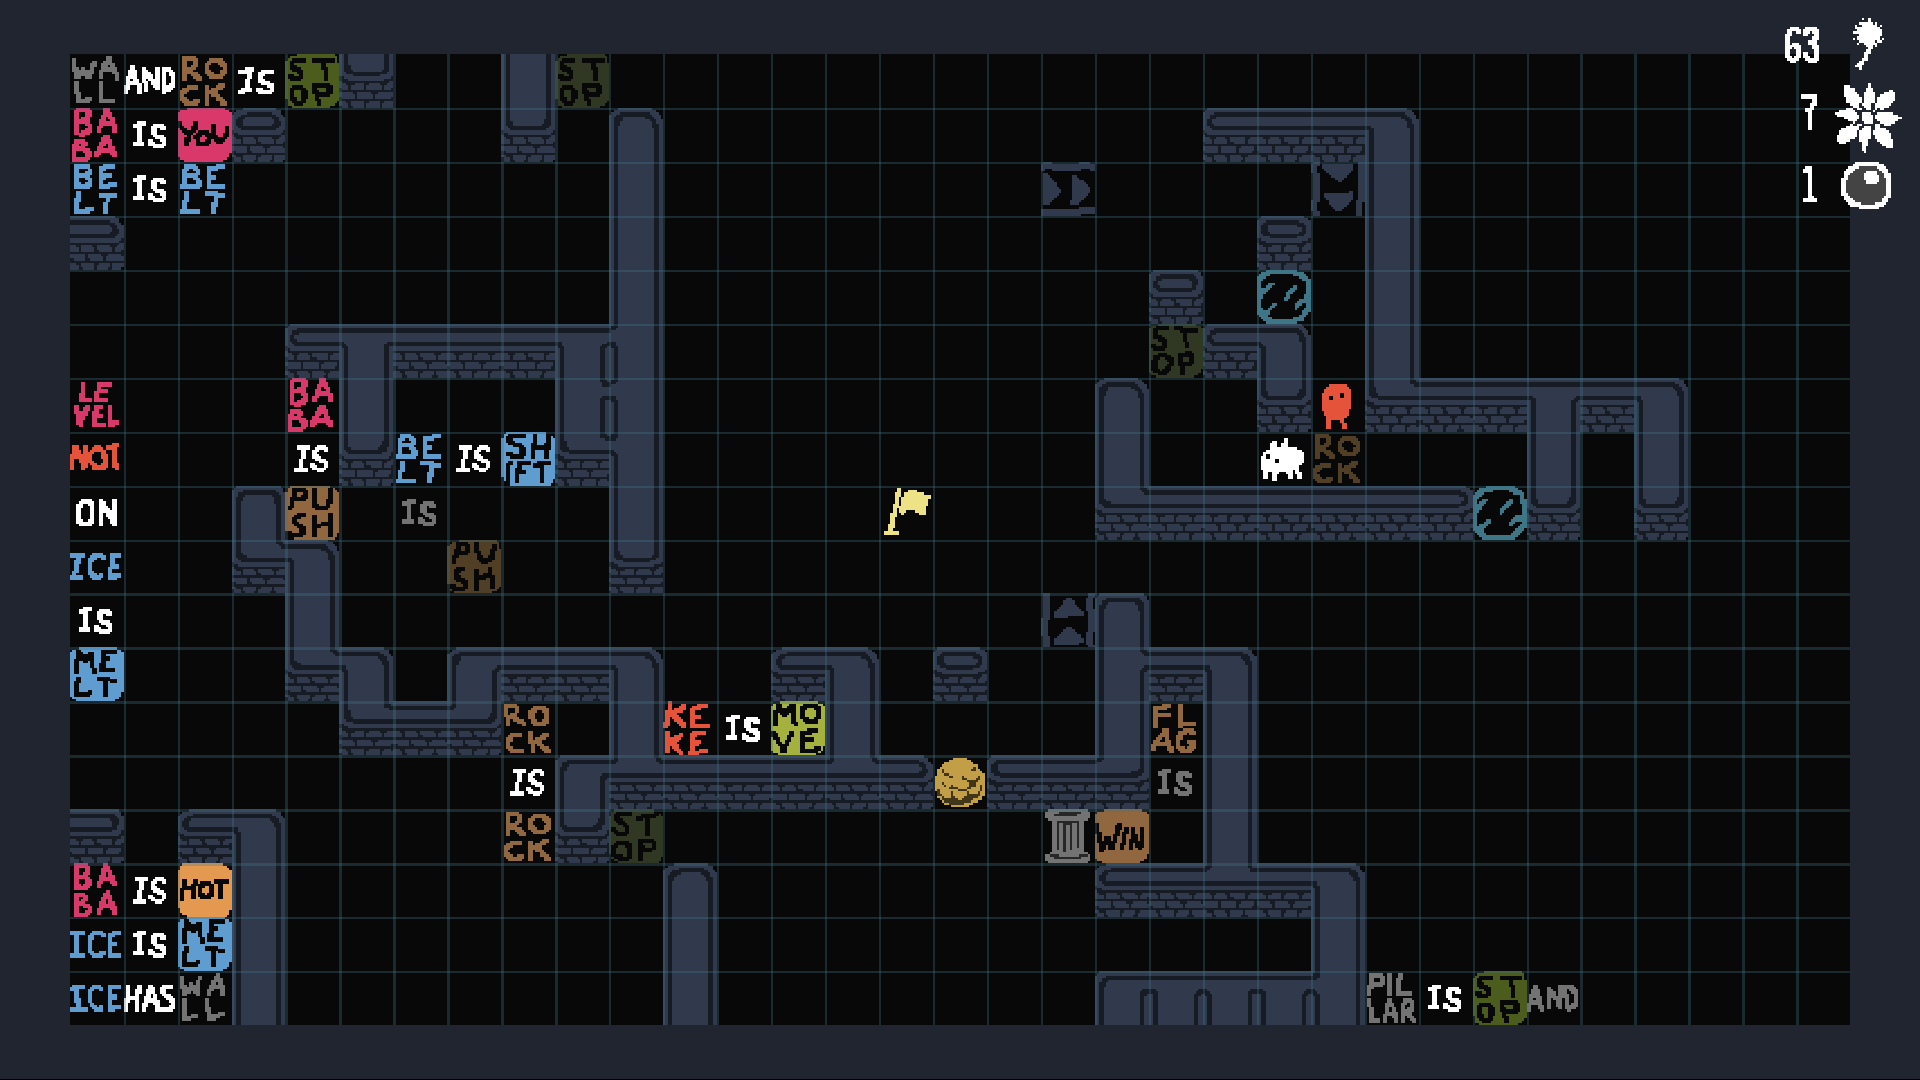 63
WALL AND ROCK IS STOP STOP
BABA IS YOU
7
BELT IS BELT
1
STOP
LEVEL BABA
NOT IS BELT IS SHIFT ROCK
ON PUSH IS
ICE PUSH
IS
MELT
ROCK KEKE IS MOVE FLAG
IS IS
ROCK STOP WIN
BABA IS HOT
ICE IS MELT
ICE HAS WALL PILLAR IS STOP AND